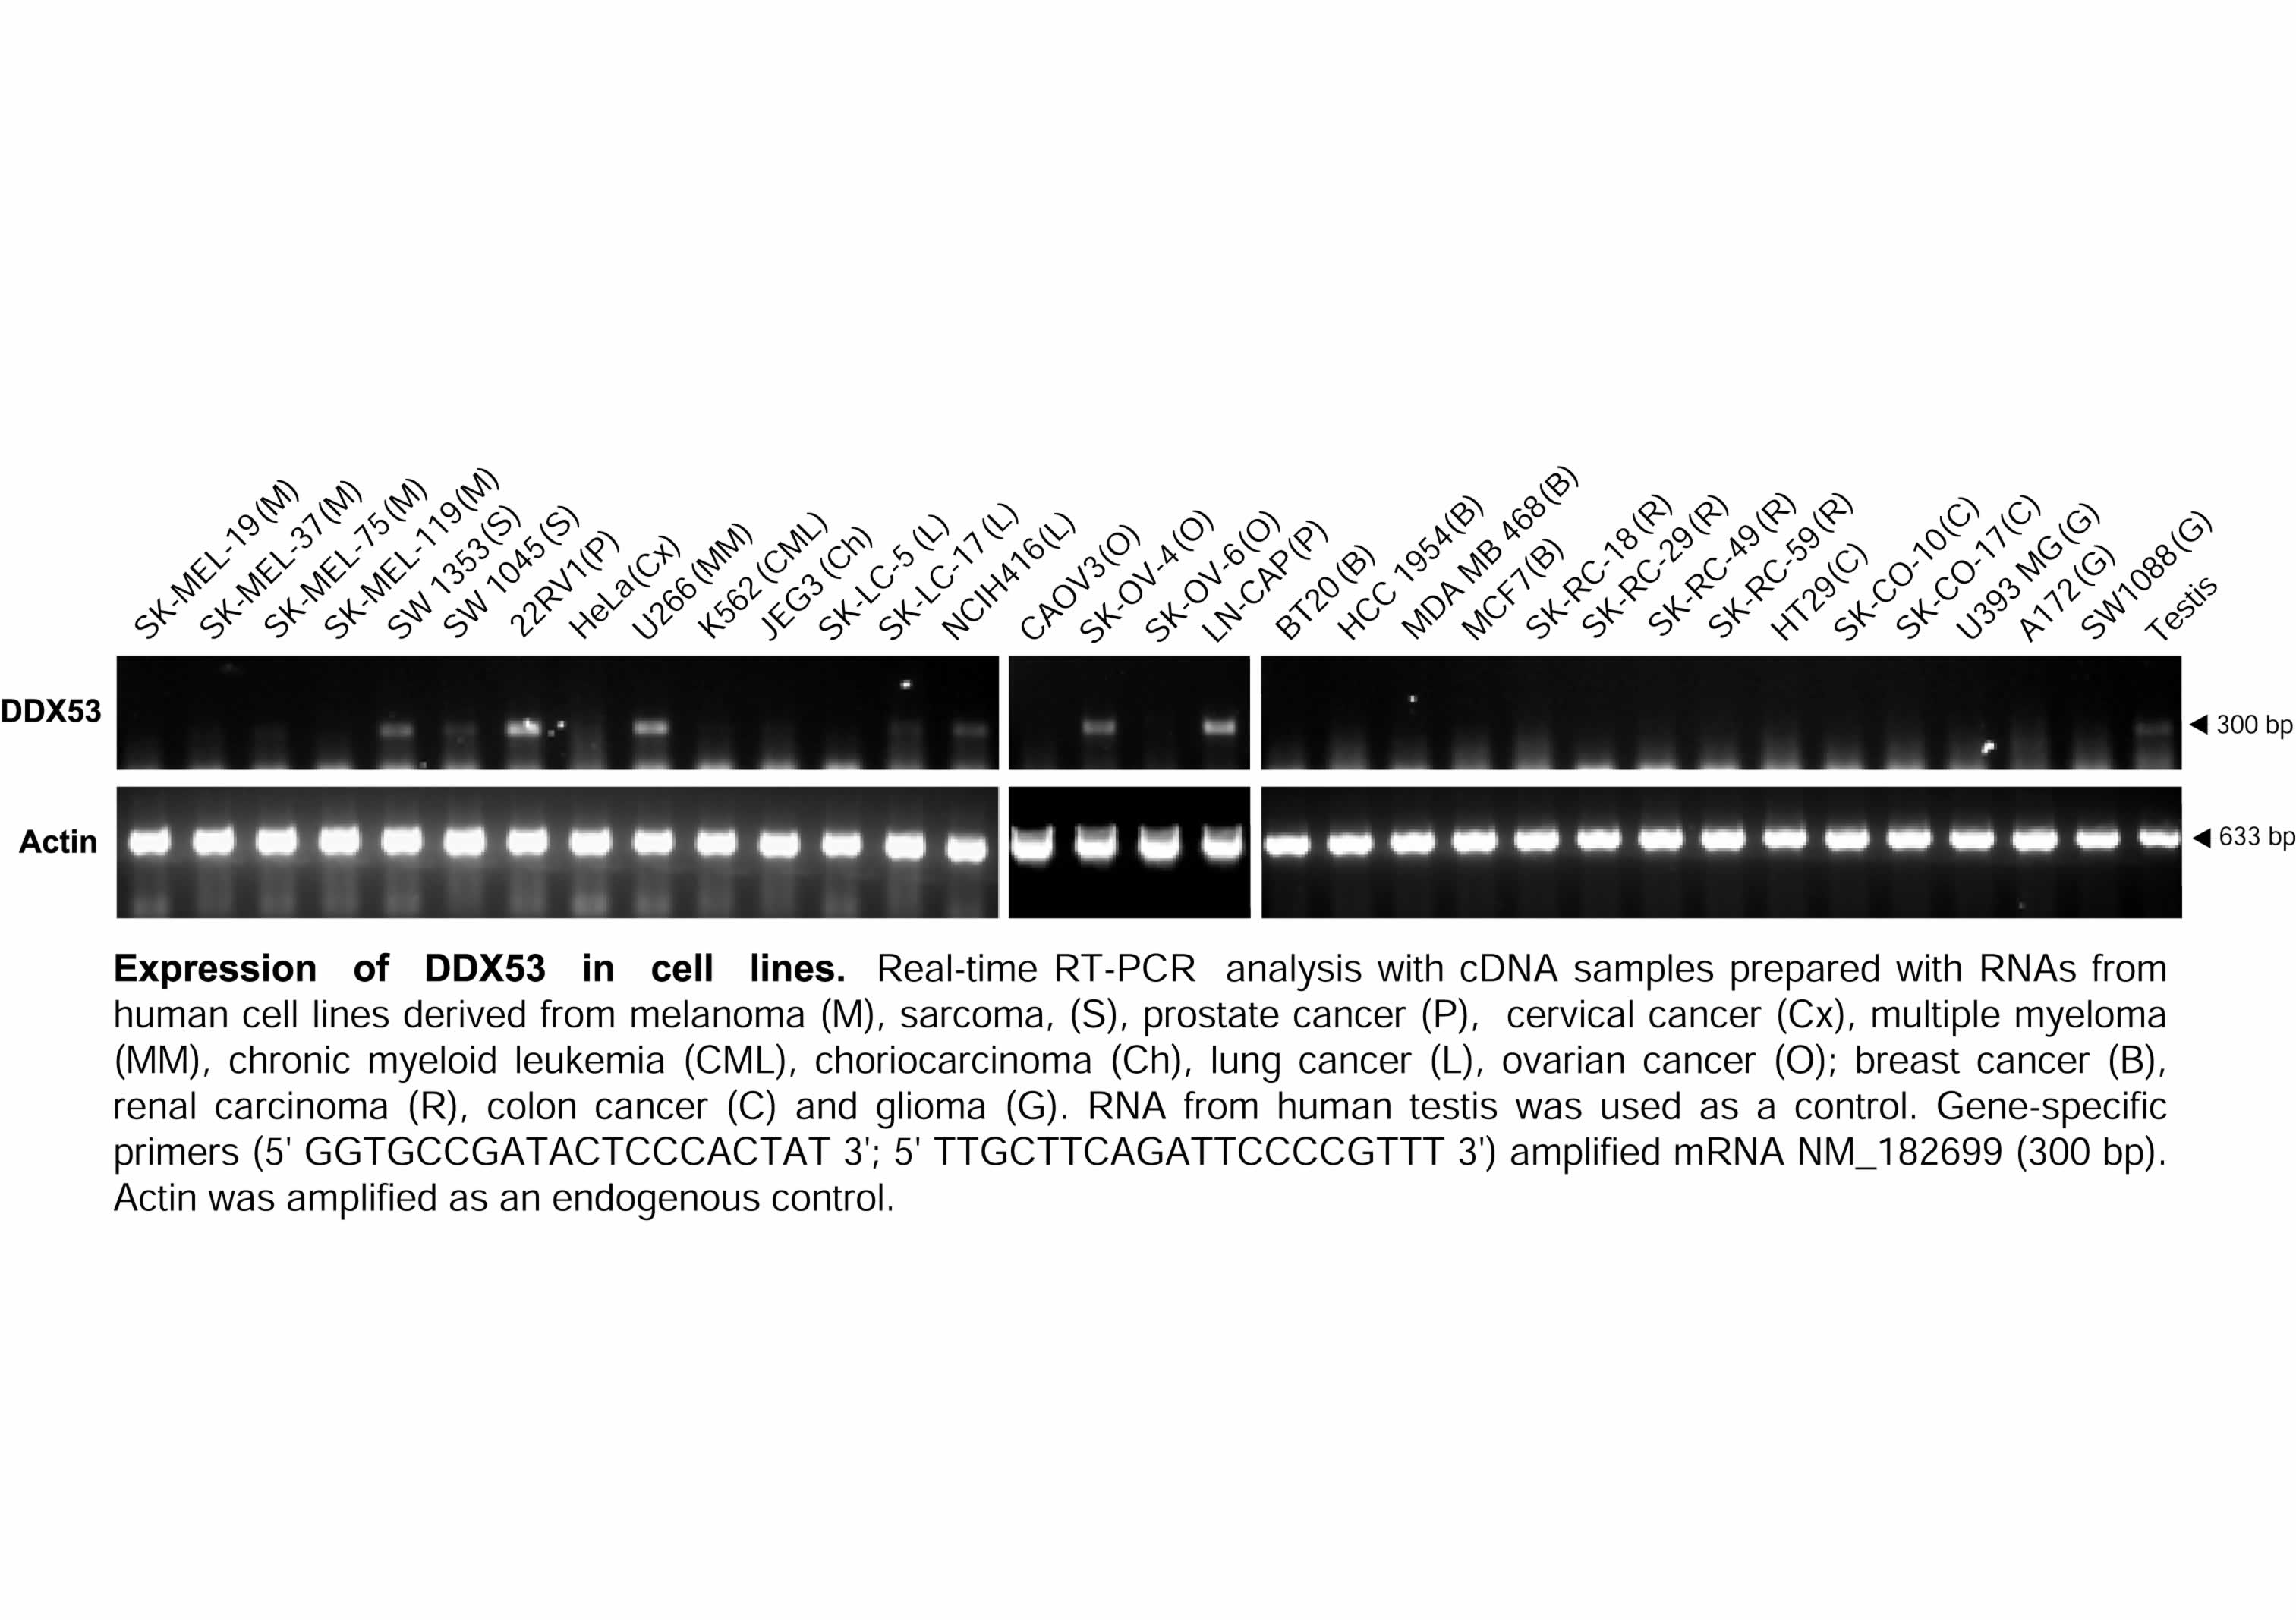 SK-MEL-19 (M)
SK-MEL-37 (M)
SK-MEL-75 (M)
SK-MEL-119 (M)
SW 1353 (S)
SW 1045 (S)
22RV1(P)
HeLa(Cx)
U266 (MM)
K562 (CML)
JEG3 (Ch)
SK-LC-5 (L)
SK-LC-17 (L)
NCIH416 (L)
CAOV3(O)
SK-OV-4 (O)
SK-OV-6(O)
LN-CAP (P)
BT20 (B)
HCC 1954(B)
MDA MB 468 (B)
MCF7(B)
SK-RC-18 (R)
SK-RC-29 (R)
SK-RC-49 (R)
SK-RC-59 (R)
HT29(C)
SK-CO-10(C)
SK-CO-17(C)
U393 MG (G)
A172 (G)
SW1088 (G)
Testis
DDX53
300 bp
Actin
633 bp
Expression of DDX53 in cell lines. Real-time RT-PCR analysis with cDNA samples prepared with RNAs from
human cell lines derived from melanoma (M), sarcoma, (S), prostate cancer (P), cervical cancer (Cx), multiple myeloma
(MM), chronic myeloid leukemia (CML), choriocarcinoma (Ch), lung cancer (L), ovarian cancer (O); breast cancer (B),
renal carcinoma (R), colon cancer (C) and glioma (G). RNA from human testis was used as a control. Gene-specific
primers (5' GGTGCCGATACTCCCACTAT 3'; 5' TTGCTTCAGATTCCCCGTTT 3') amplified mRNA NM_182699 (300 bp).
Actin was amplified as an endogenous control.